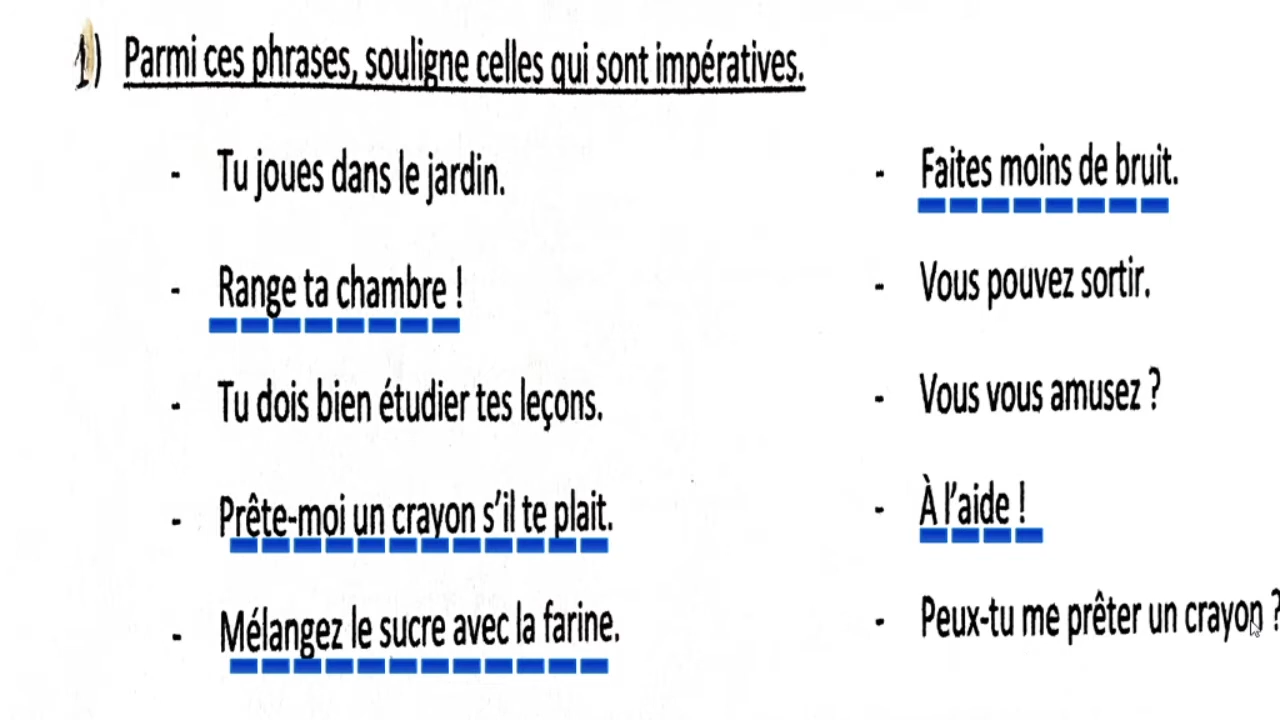 1) Parmi ces phrases, souligne celles qui sont impératives.
- Tu joues dans le jardin.
- Range ta chambre !
- Tu dois bien étudier tes leçons.
- Prête-moi un crayon s'il te plait.
- Mélangez le sucre avec la farine.
- Faites moins de bruit.
- Vous pouvez sortir.
- Vous vous amusez ?
- À l'aide !
- Peux-tu me prêter un crayon ?